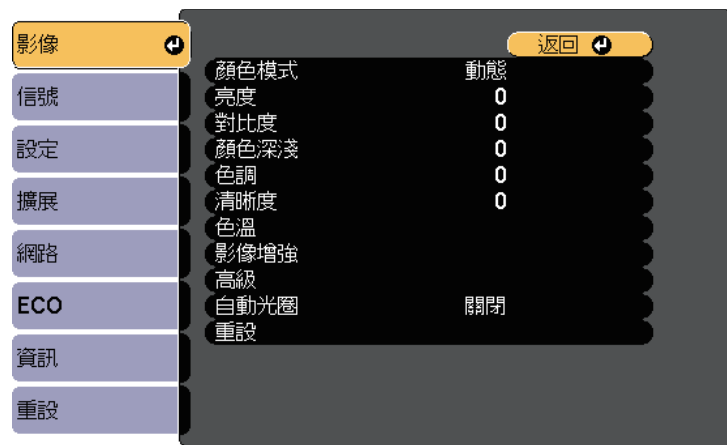 影像
信號
設定
擴展
網路
ECO
資訊
重設
返回
顏色模式 動態
亮度 0
對比度 0
顏色深淺 0
色調 0
清晰度 0
色溫
影像增強
高級
自動光圈 關閉
重設